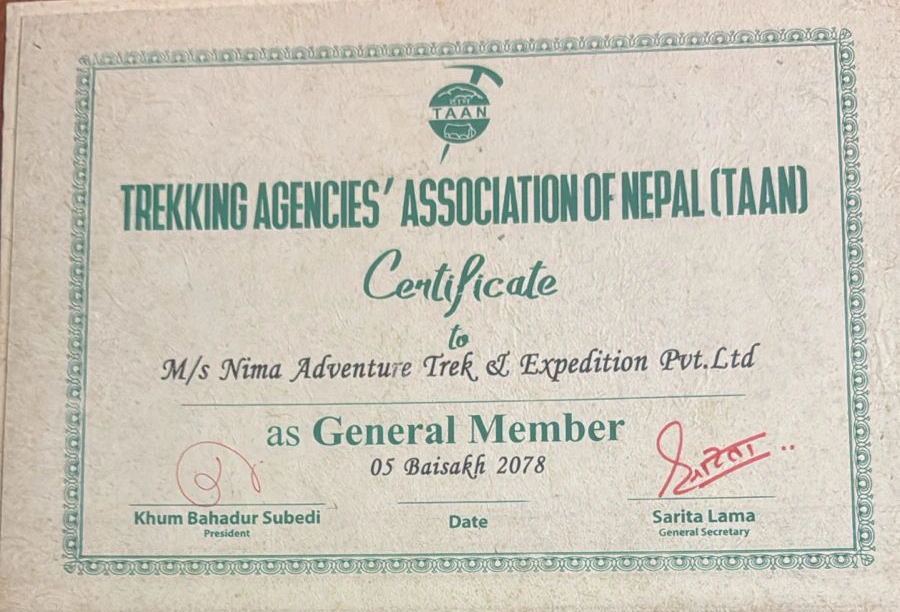 TAAN
TREKKING AGENCIES' ASSOCIATION OF NEPAL (TAAN)
Certificate
to
M/s Nima Adventure Trek & Expedition Pvt.Ltd
as General Member
05 Baisakh 2078
Khum Bahadur Subedi
President
Date
सरिता
Sarita Lama
General Secretary